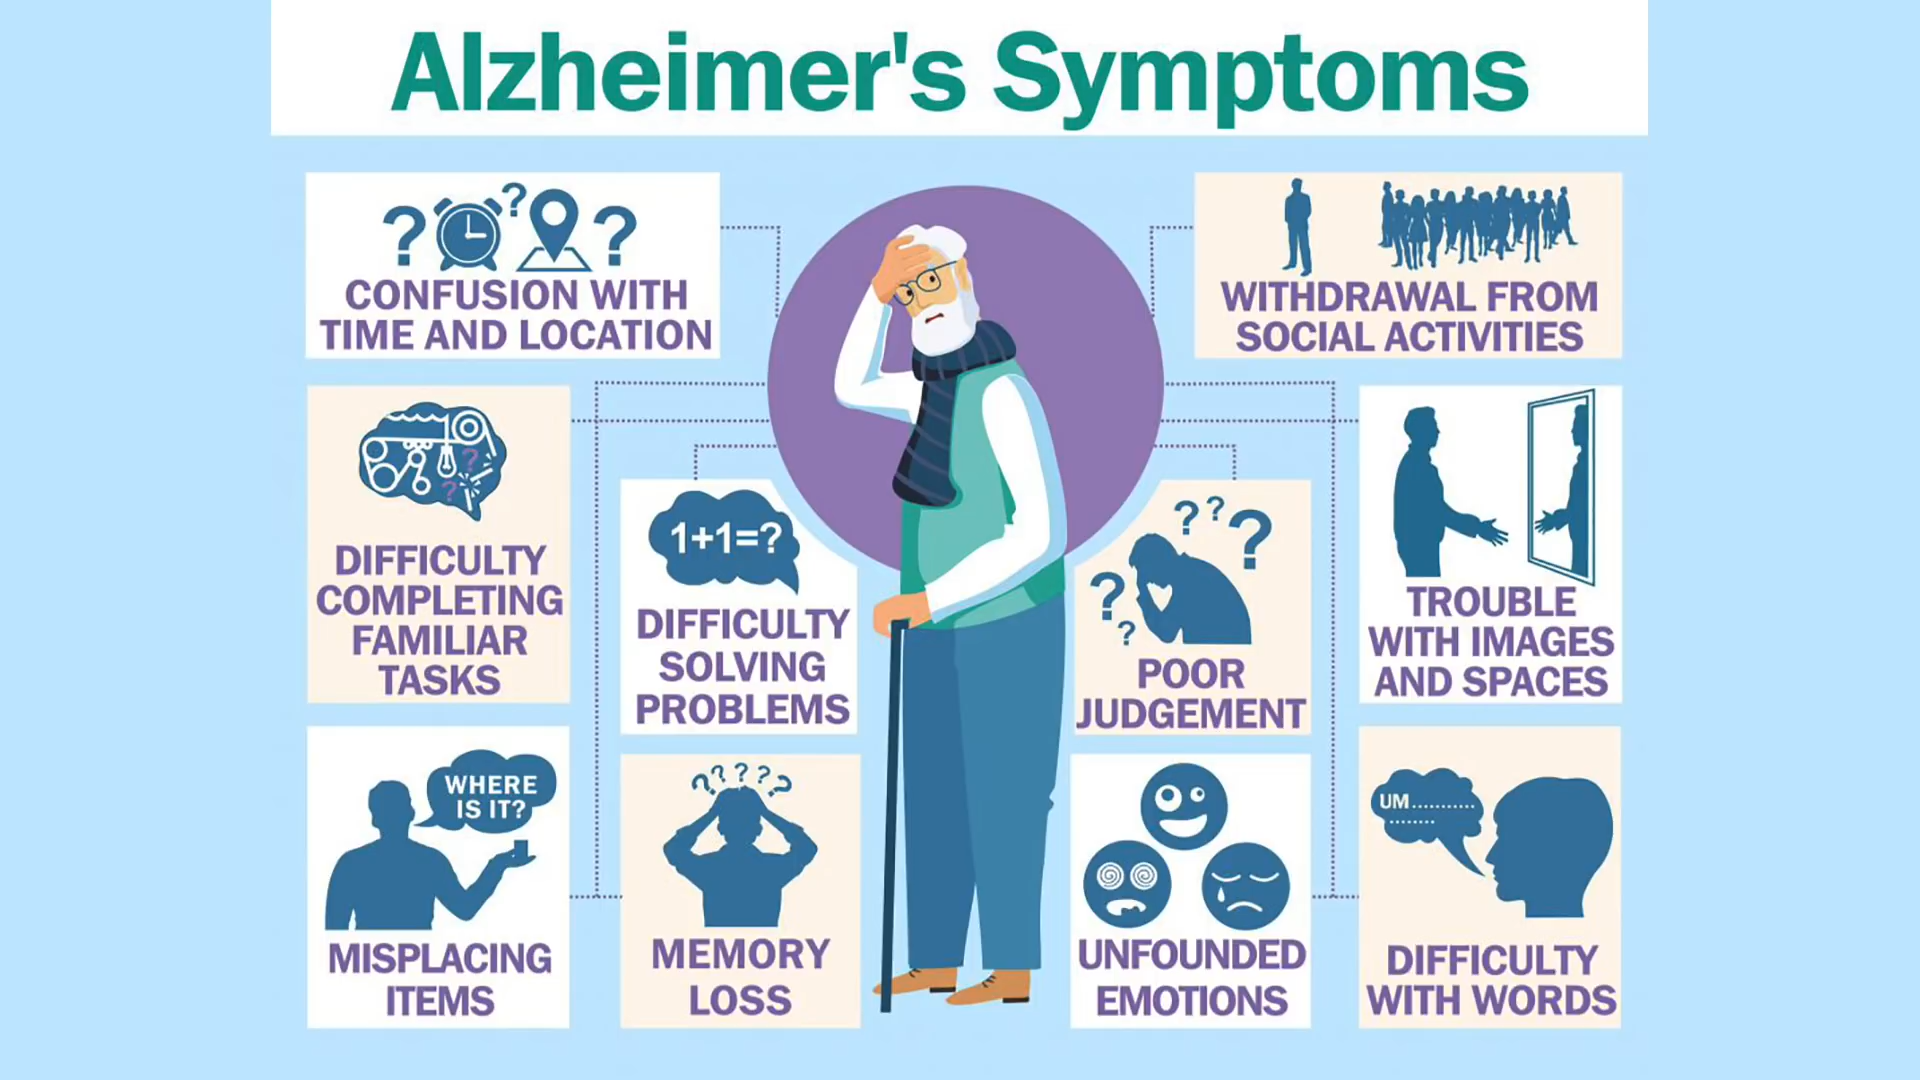 Alzheimer's Symptoms
? ? ?
CONFUSION WITH
TIME AND LOCATION
WITHDRAWAL FROM
SOCIAL ACTIVITIES
? ?
DIFFICULTY
COMPLETING
FAMILIAR
TASKS
1+1=?
DIFFICULTY
SOLVING
PROBLEMS
? ? ? ? ?
POOR
JUDGEMENT
TROUBLE
WITH IMAGES
AND SPACES
WHERE
IS IT?
MISPLACING
ITEMS
? ? ? ? ?
MEMORY
LOSS
UNFOUNDED
EMOTIONS
UM...........
........
DIFFICULTY
WITH WORDS